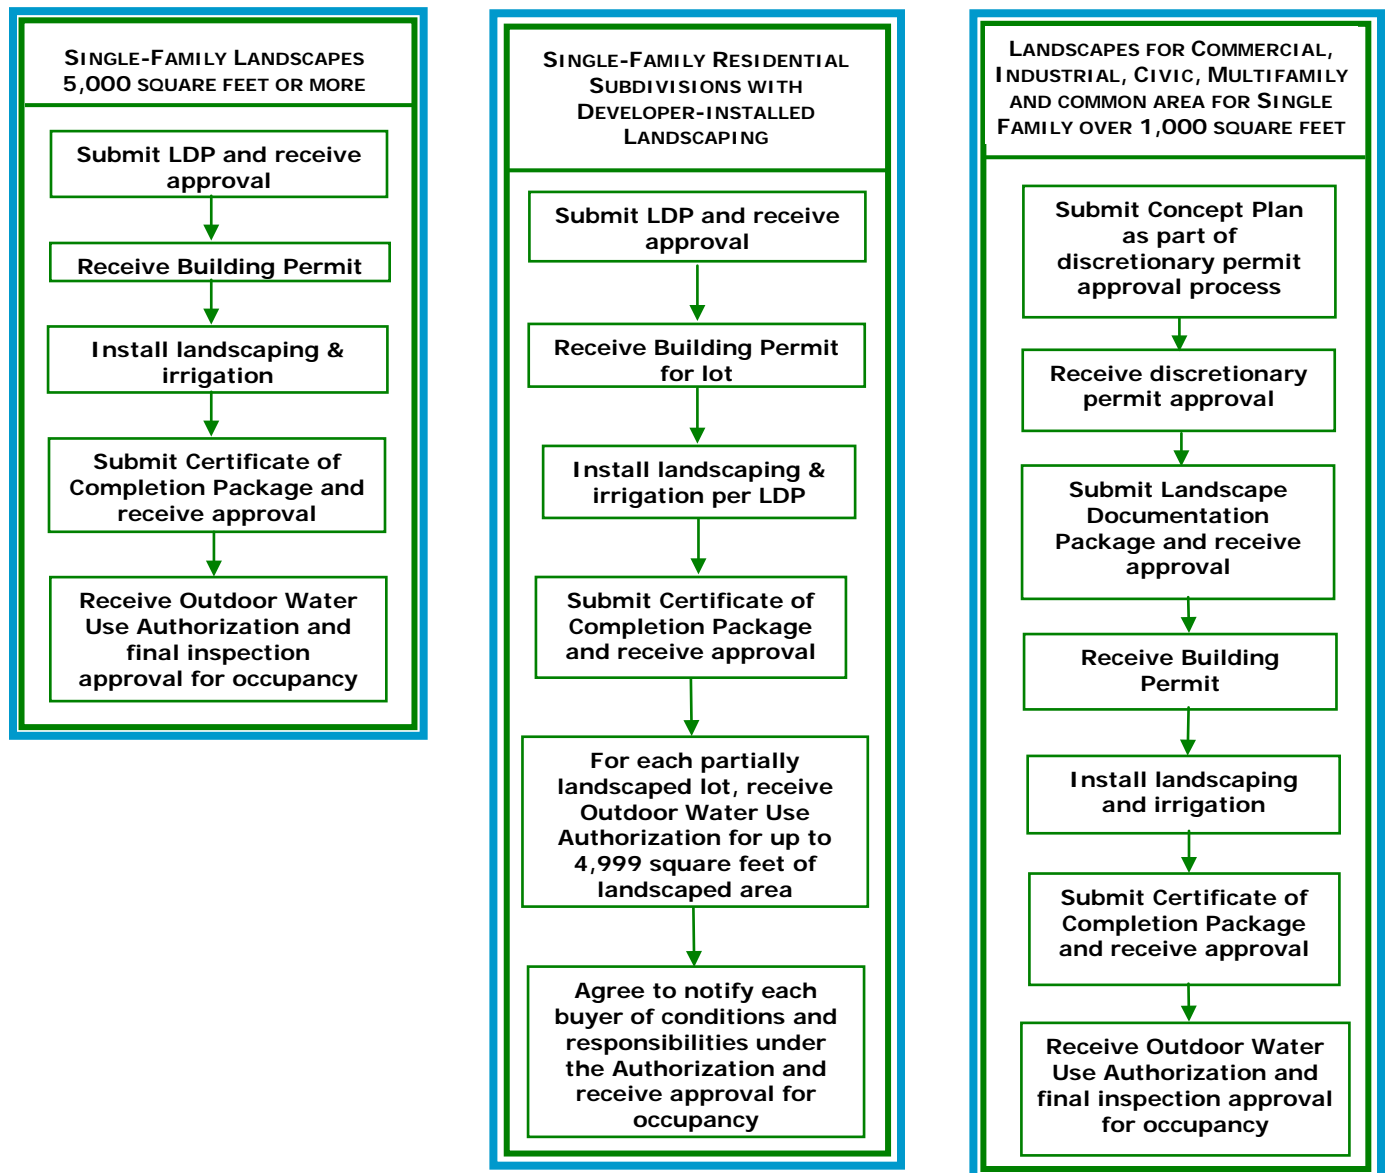 SINGLE-FAMILY LANDSCAPES
5,000 SQUARE FEET OR MORE
Submit LDP and receive
approval
Receive Building Permit
Install landscaping &
irrigation
Submit Certificate of
Completion Package and
receive approval
Receive Outdoor Water
Use Authorization and
final inspection
approval for occupancy
SINGLE-FAMILY RESIDENTIAL
SUBDIVISIONS WITH
DEVELOPER-INSTALLED
LANDSCAPING
Submit LDP and receive
approval
Receive Building Permit
for lot
Install landscaping &
irrigation per LDP
Submit Certificate of
Completion Package
and receive approval
For each partially
landscaped lot, receive
Outdoor Water Use
Authorization for up to
4,999 square feet of
landscaped area
Agree to notify each
buyer of conditions and
responsibilities under
the Authorization and
receive approval for
occupancy
LANDSCAPES FOR COMMERCIAL,
INDUSTRIAL, CIVIC, MULTIFAMILY
AND COMMON AREA FOR SINGLE
FAMILY OVER 1,000 SQUARE FEET
Submit Concept Plan
as part of
discretionary permit
approval process
Receive discretionary
permit approval
Submit Landscape
Documentation
Package and receive
approval
Receive Building
Permit
Install landscaping
and irrigation
Submit Certificate of
Completion Package
and receive approval
Receive Outdoor Water
Use Authorization and
final inspection approval
for occupancy